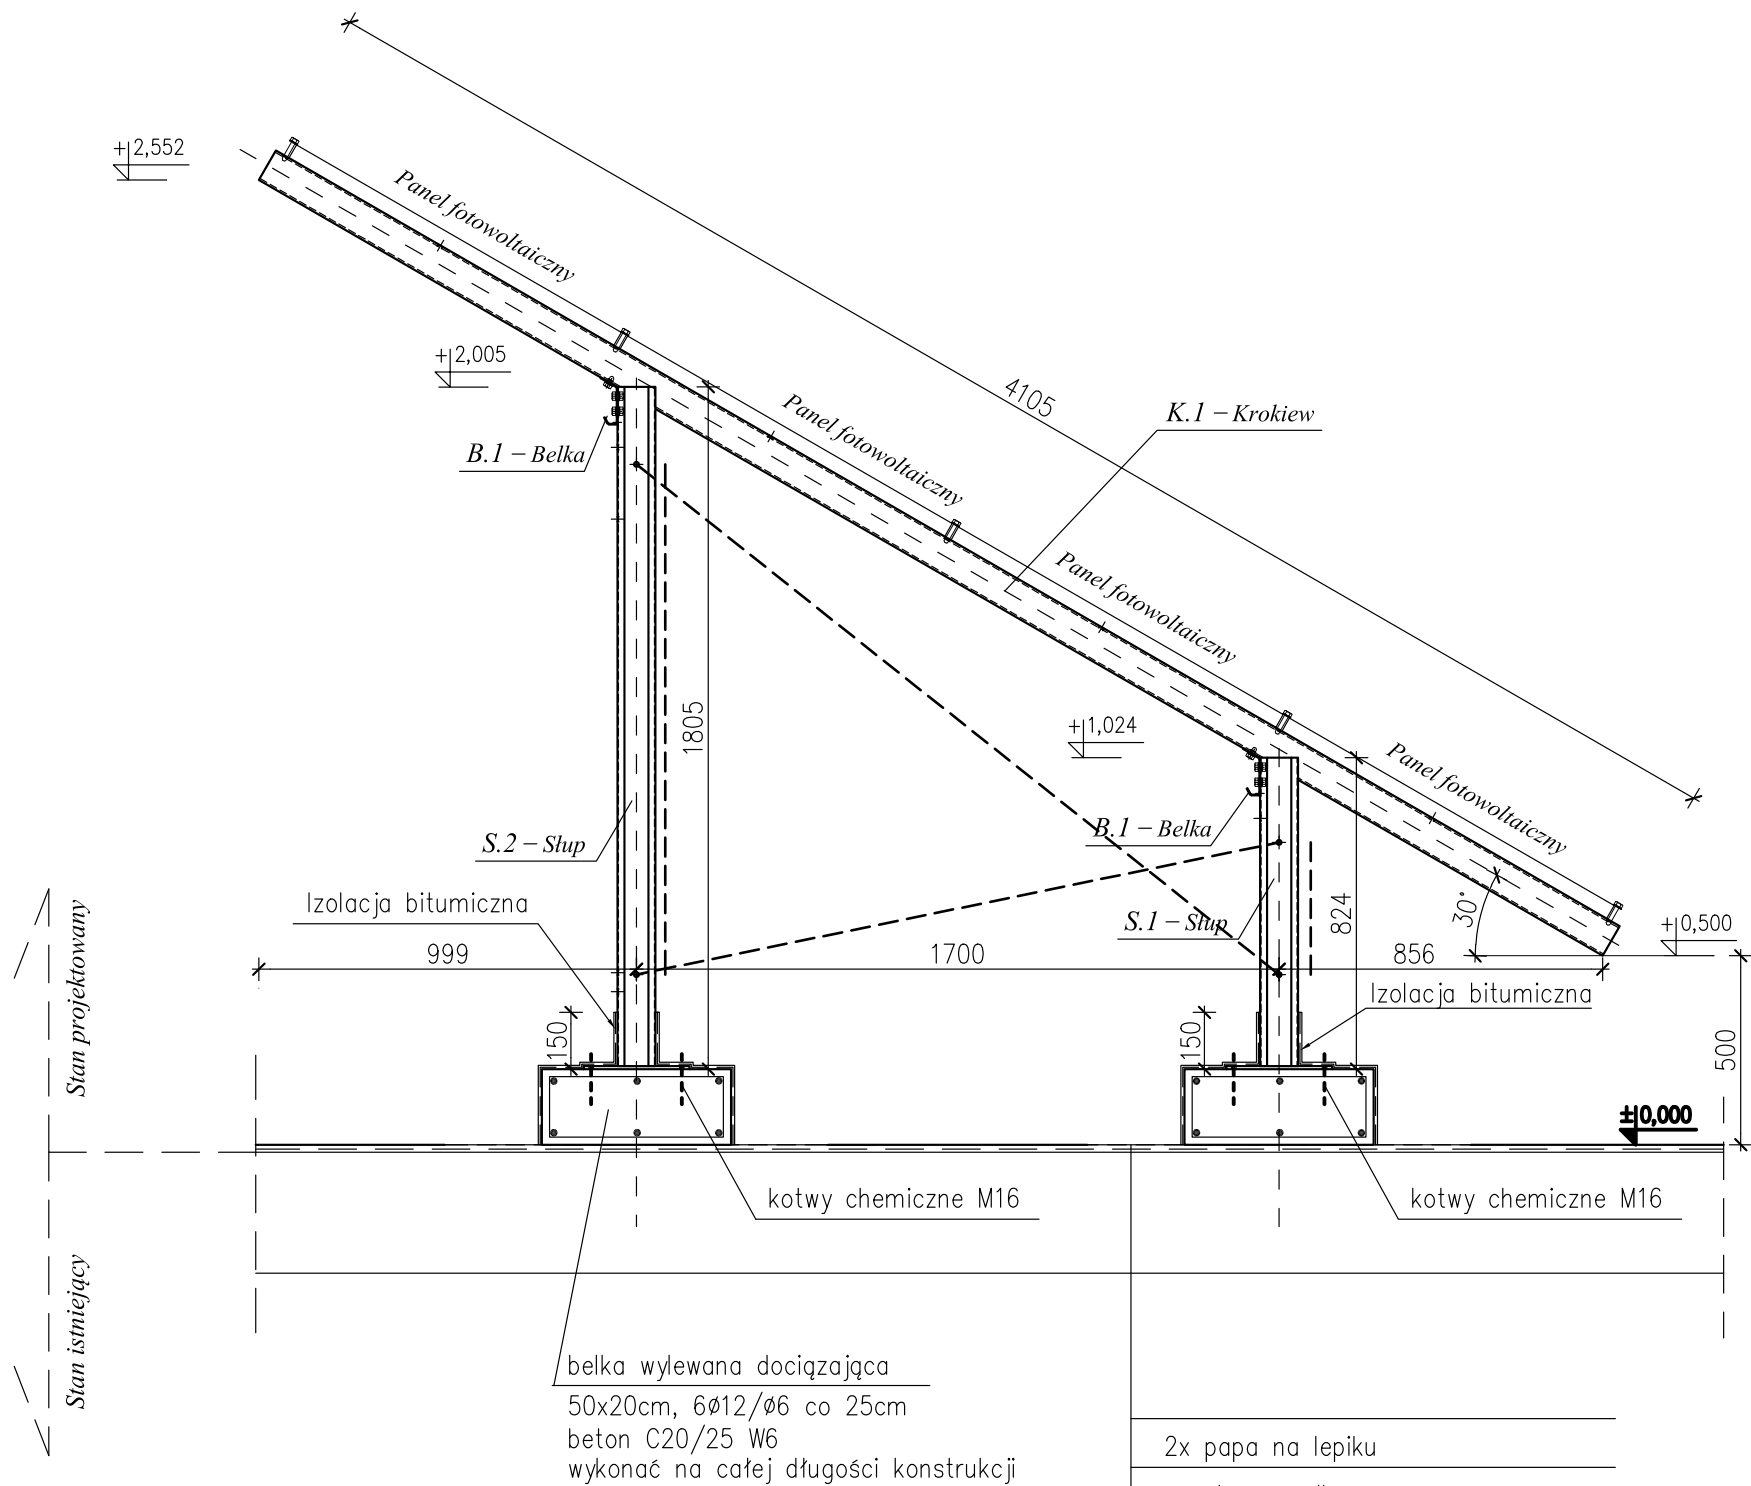 +2,552
Panel fotowoltaiczny
+2,005
4105
K.1 – Krokiew
Panel fotowoltaiczny
B.1 – Belka
Panel fotowoltaiczny
1805
+1,024
Panel fotowoltaiczny
B.1 – Belka
S.2 – Słup
Izolacja bitumiczna
S.1 – Słup
824
30°
+0,500
999
1700
856
Izolacja bitumiczna
Stan projektowany
150
150
500
±0,000
kotwy chemiczne M16
kotwy chemiczne M16
Stan istniejący
belka wylewana dociązająca
50x20cm, 6ø12/ø6 co 25cm
beton C20/25 W6
wykonać na całej długości konstrukcji
2x papa na lepiku